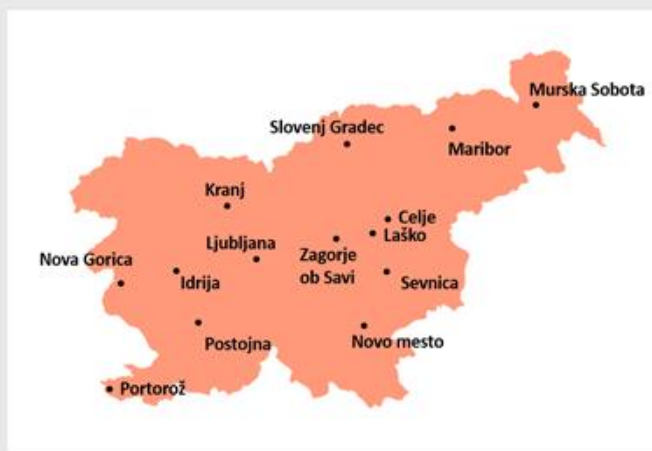 Murska Sobota
Slovenj Gradec
Maribor
Kranj
Celje
Laško
Ljubljana
Zagorje
ob Savi
Nova Gorica
Idrija
Sevnica
Postojna
Novo mesto
Portorož